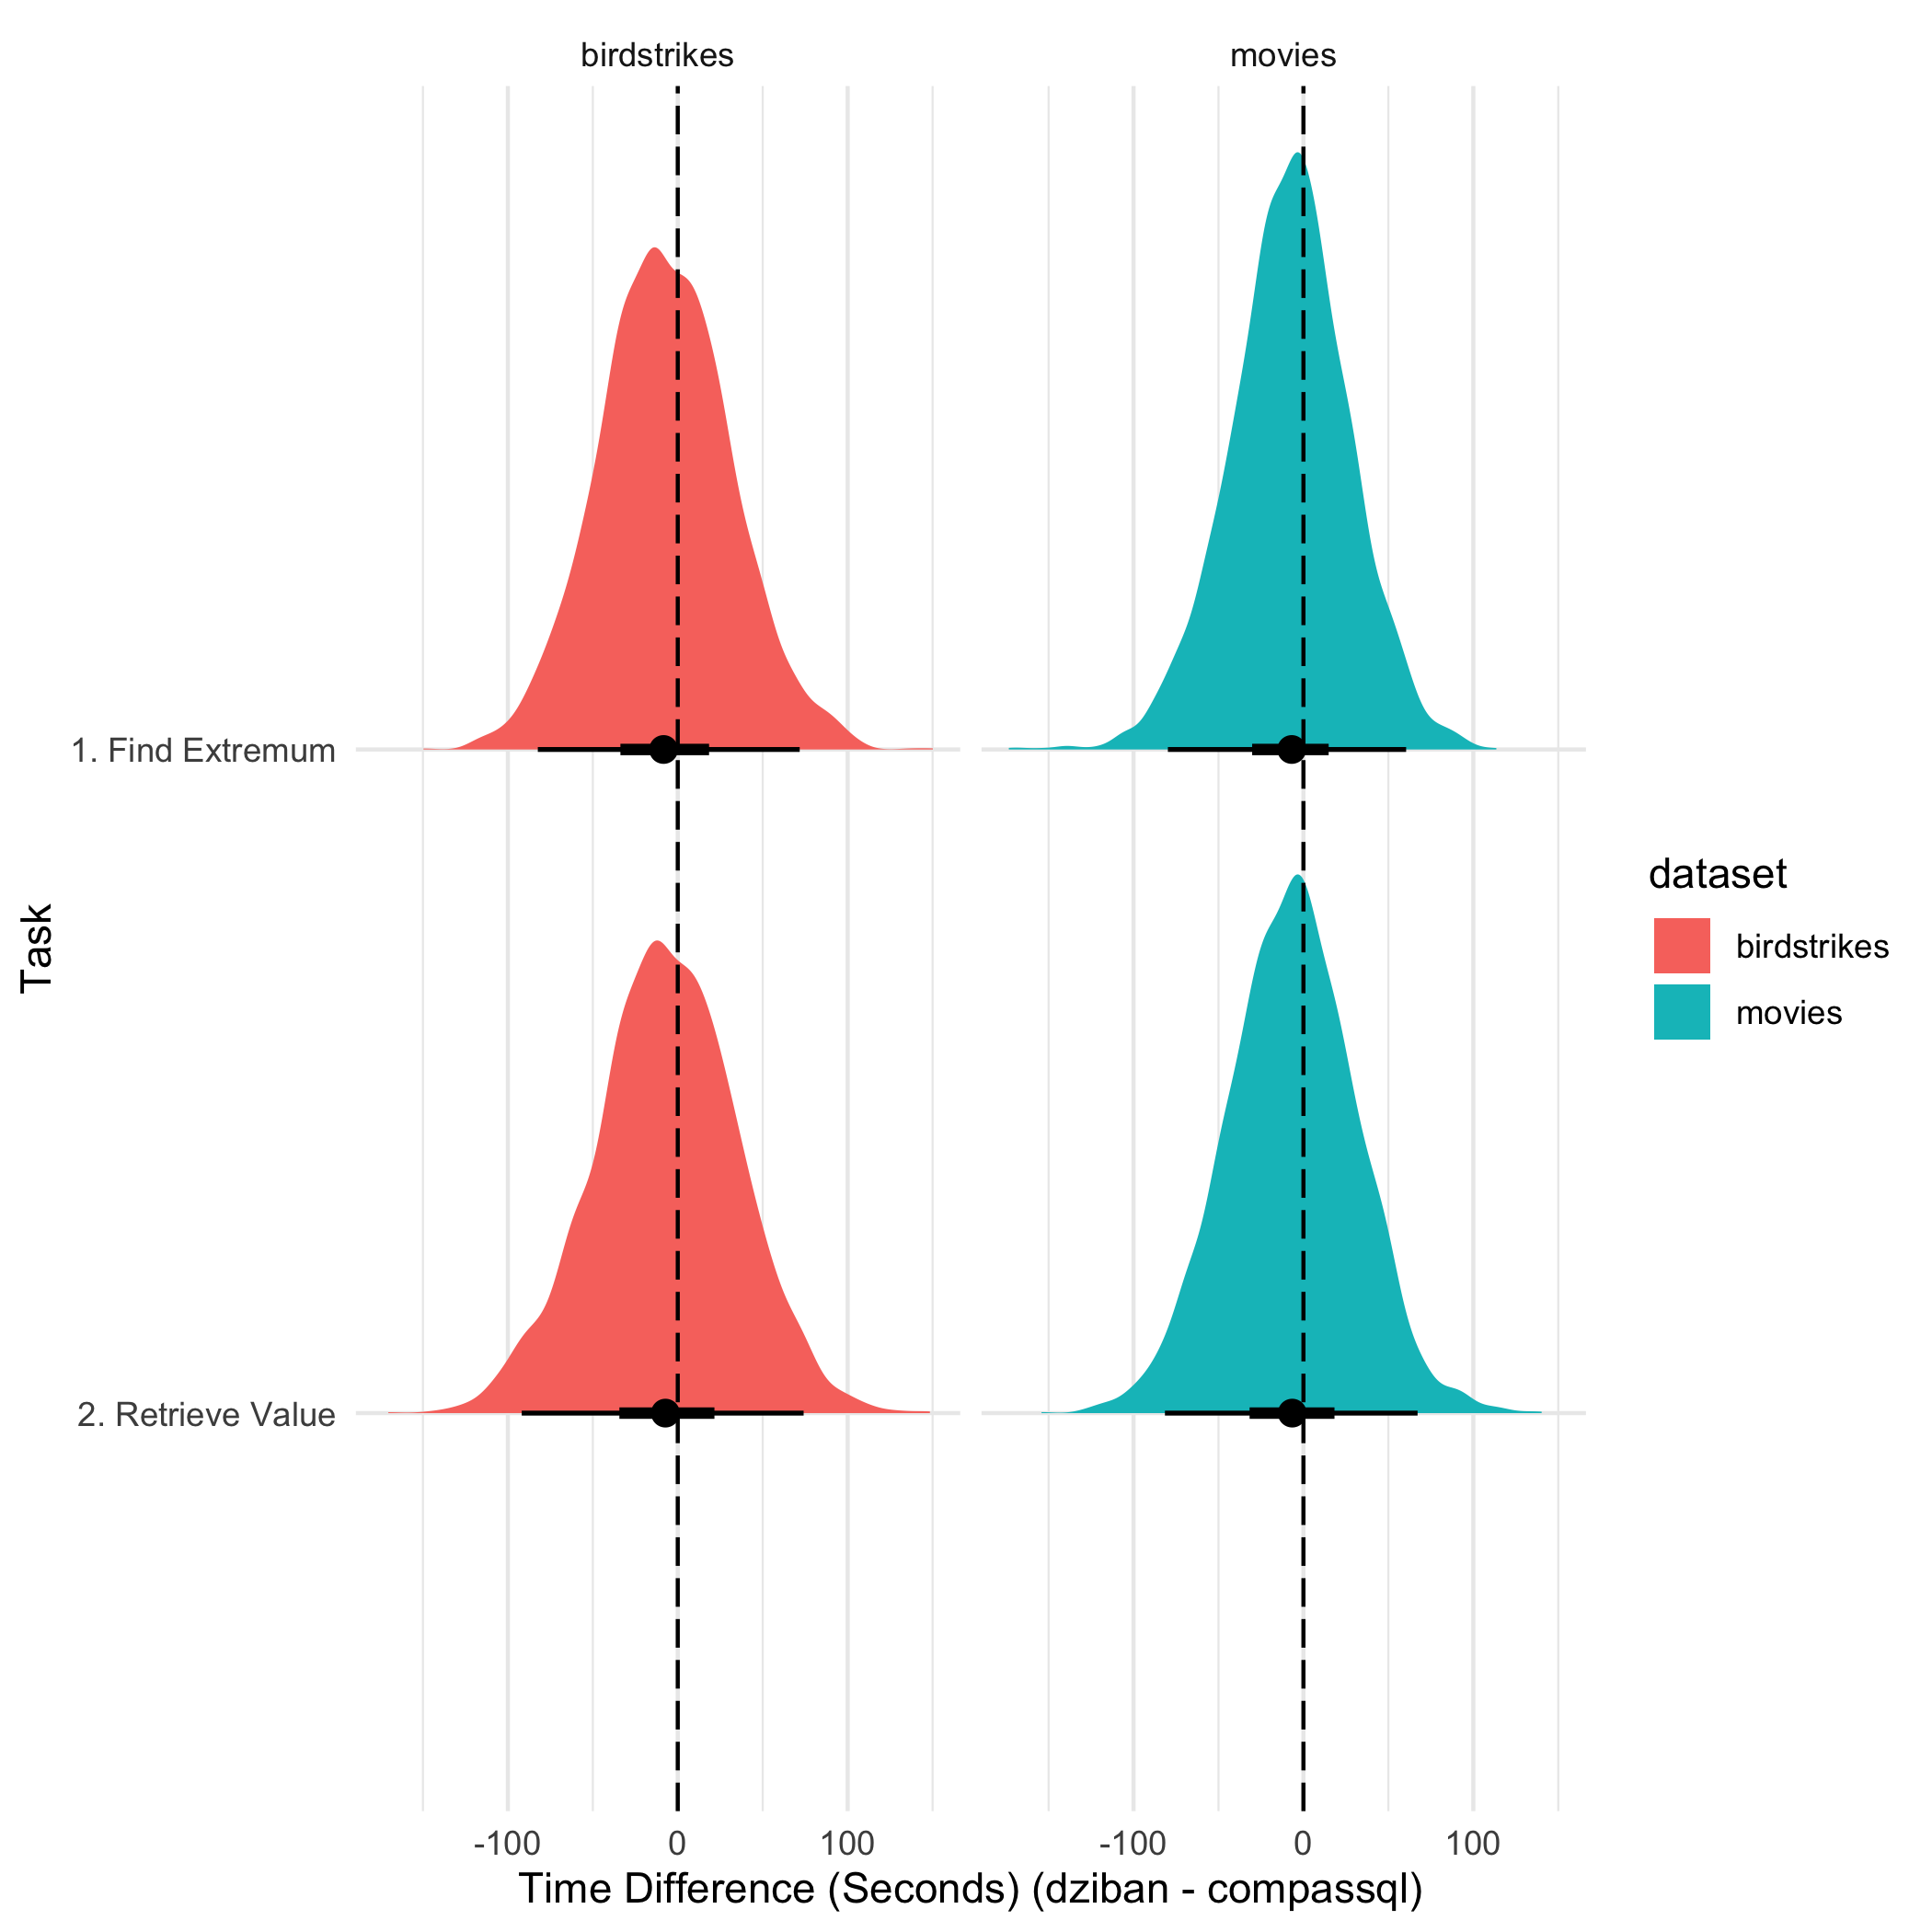 birdstrikes
movies
1. Find Extremum
2. Retrieve Value
Task
dataset
birdstrikes
movies
-100
0
100
-100
0
100
Time Difference (Seconds) (dziban - compassql)